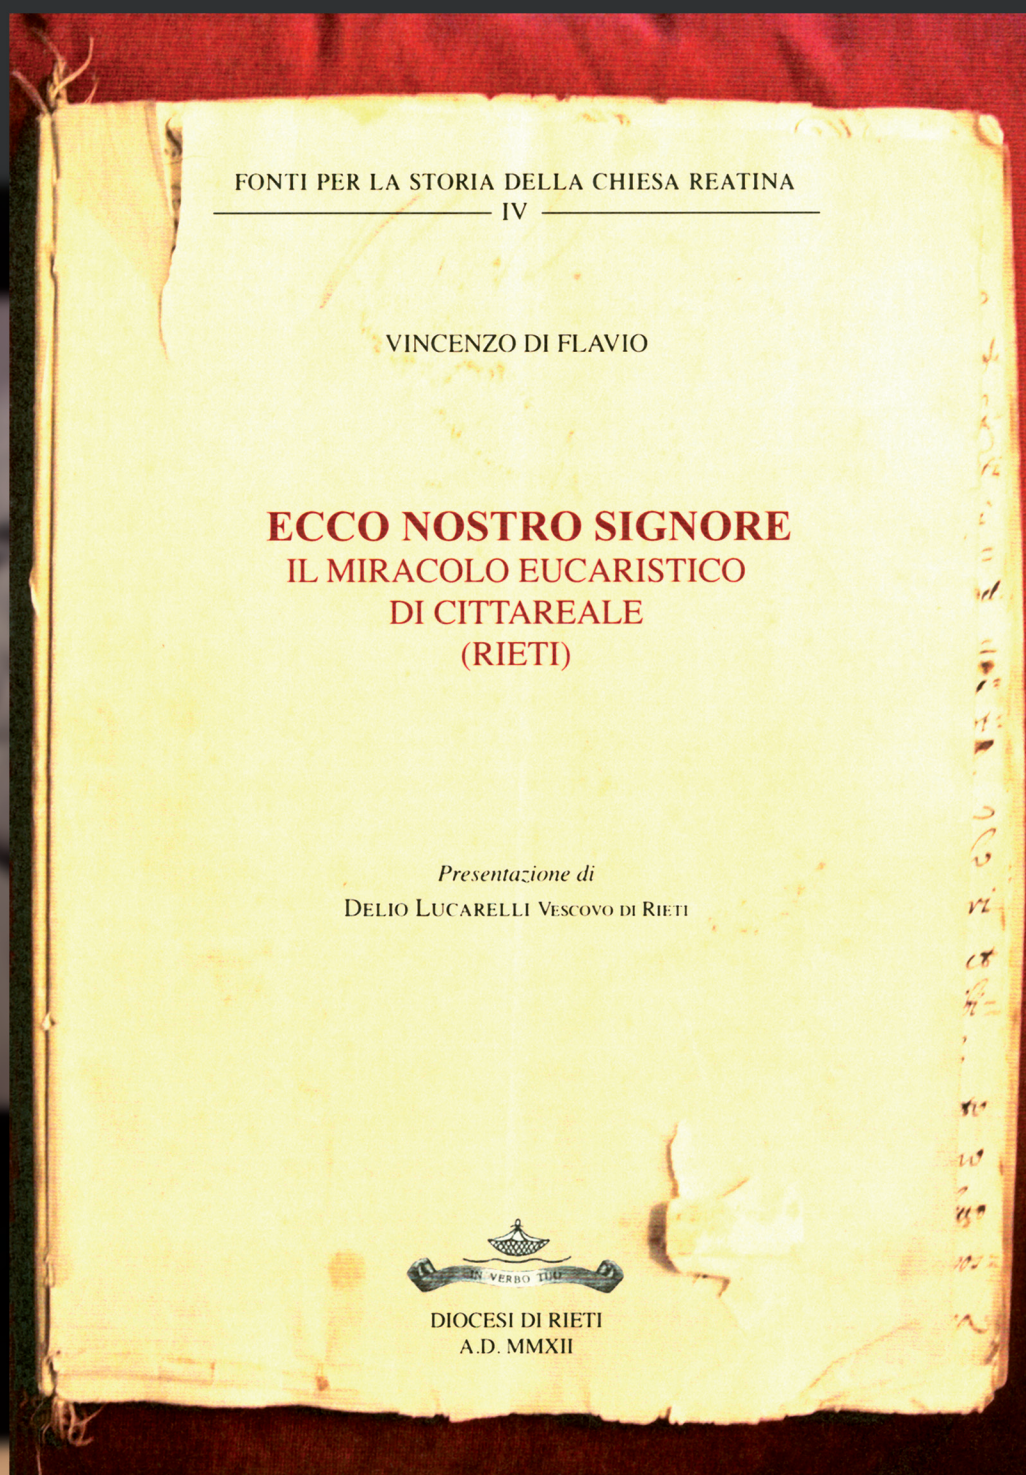 FONTI PER LA STORIA DELLA CHIESA REATINA
IV
VINCENZO DI FLAVIO
ECCO NOSTRO SIGNORE
IL MIRACOLO EUCARISTICO
DI CITTAREALE
(RIETI)
Presentazione di
DELIO LUCARELLI VESCOVO DI RIETI
IN VERBO TUO
DIOCESI DI RIETI
A.D. MMXII